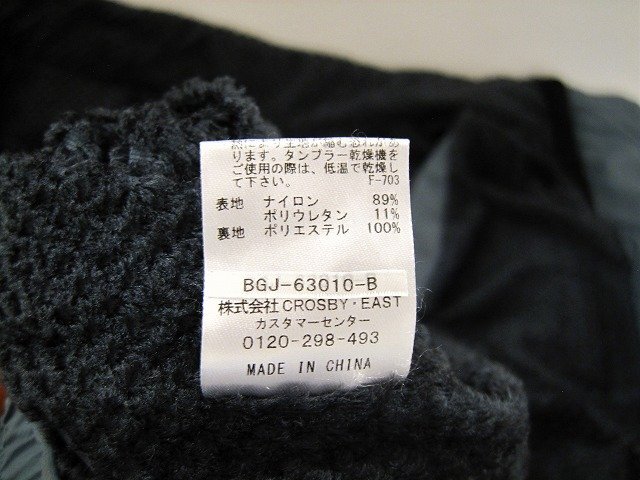 ります。タンブラー乾燥機を
ご使用の際は、低温で乾燥し
て下さい。 F-703
表地 ナイロン 89%
ポリウレタン 11%
裏地 ポリエステル 100%
BGJ-63010-B
株式会社CROSBY・EAST
カスタマーセンター
0120-298-493
MADE IN CHINA